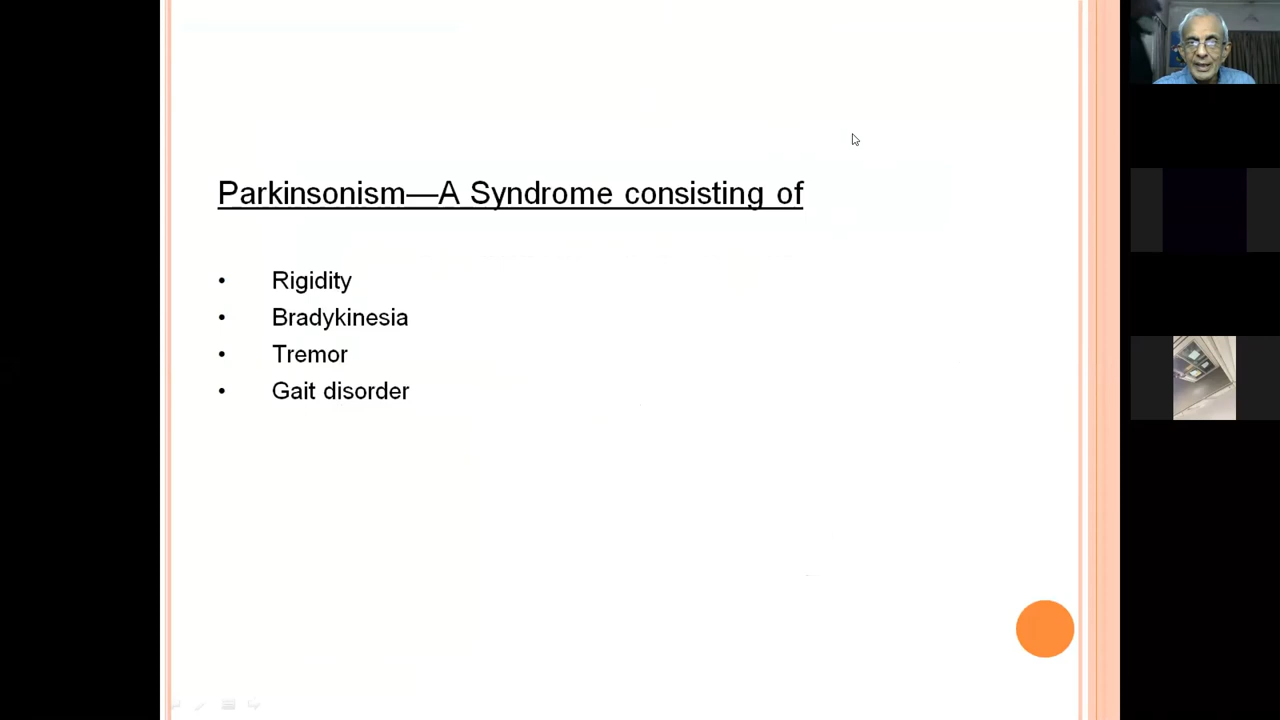 Parkinsonism—A Syndrome consisting of
• Rigidity
• Bradykinesia
• Tremor
• Gait disorder